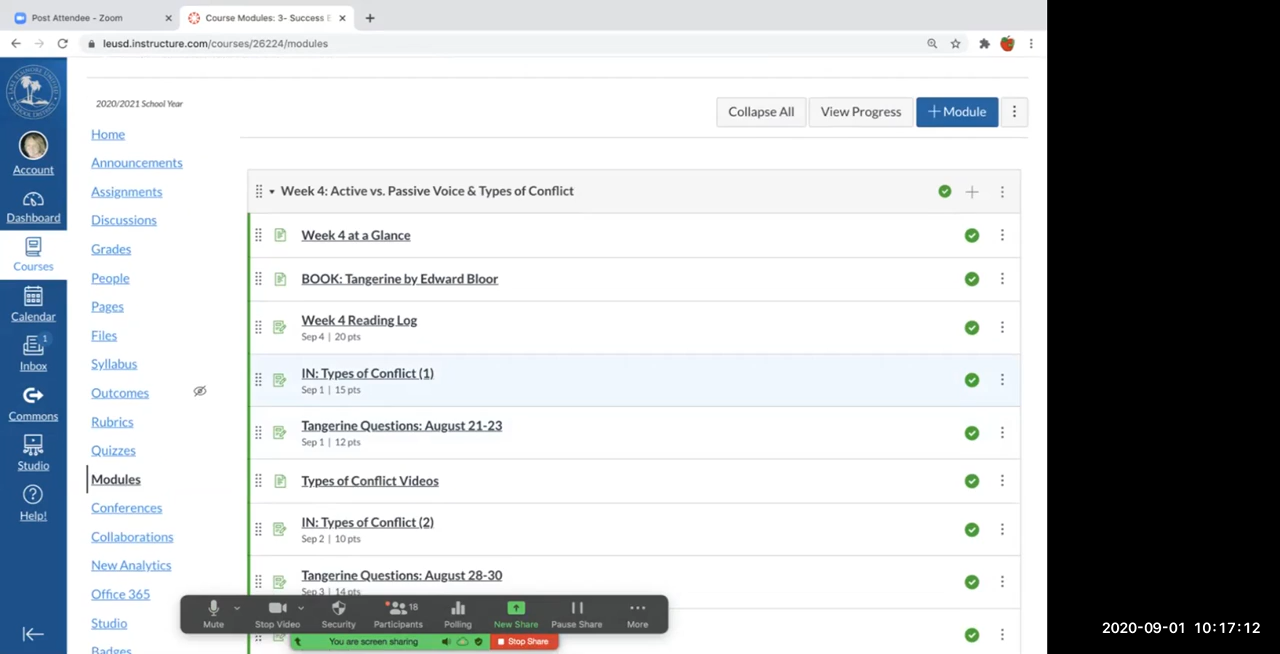 Post Attendee - Zoom
Course Modules: 3- Success E
leusd.instructure.com/courses/26224/modules
2020/2021 School Year
Collapse All
View Progress
+ Module
Account
Dashboard
Courses
Calendar
1
Inbox
Commons
Studio
Help!
Home
Announcements
Assignments
Discussions
Grades
People
Pages
Files
Syllabus
Outcomes
Rubrics
Quizzes
Modules
Conferences
Collaborations
New Analytics
Office 365
Studio
Badges
Week 4: Active vs. Passive Voice & Types of Conflict
Week 4 at a Glance
BOOK: Tangerine by Edward Bloor
Week 4 Reading Log
Sep 4 | 20 pts
IN: Types of Conflict (1)
Sep 1 | 15 pts
Tangerine Questions: August 21-23
Sep 1 | 12 pts
Types of Conflict Videos
IN: Types of Conflict (2)
Sep 2 | 10 pts
Tangerine Questions: August 28-30
Sep 3 | 14 pts
Mute
Stop Video
Security
18
Participants
Polling
New Share
Pause Share
More
You are screen sharing
Stop Share
2020-09-01 10:17:12